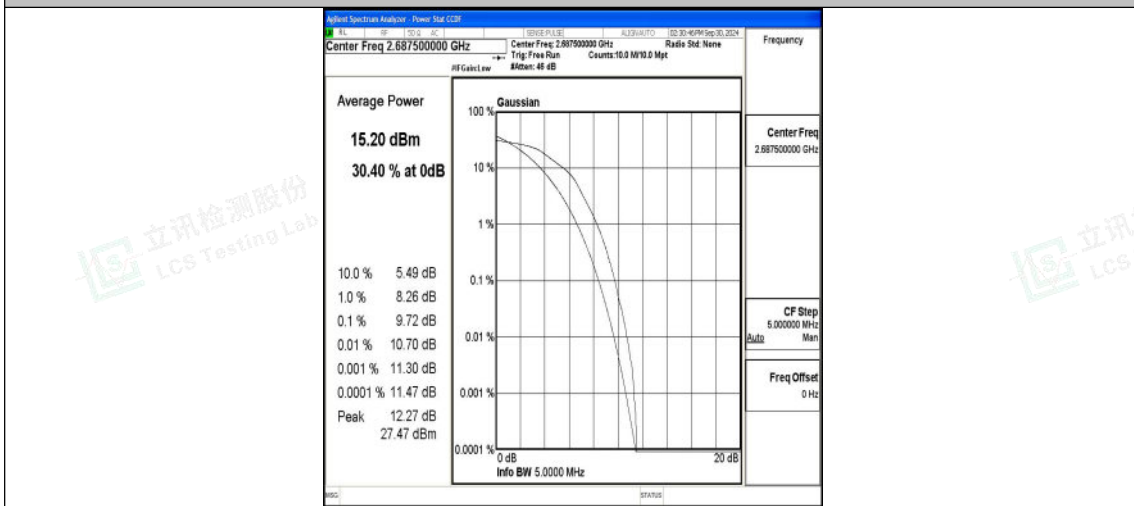 Agilent Spectrum Analyzer - Power Stat CCDF
RL RF 50 Ω AC SENSE:PULSE ALIGNAUTO 02:30:46PM Sep 30, 2024
Center Freq 2.687500000 GHz
Center Freq: 2.687500000 GHz Radio Std: None
Trig: Free Run Counts:10.0 M/10.0 Mpt
#IFGain:Low #Atten: 46 dB
Frequency
Average Power
15.20 dBm
30.40 % at 0dB
10.0 % 5.49 dB
1.0 % 8.26 dB
0.1 % 9.72 dB
0.01 % 10.70 dB
0.001 % 11.30 dB
0.0001 % 11.47 dB
Peak 12.27 dB
27.47 dBm
Gaussian
100 %
10 %
1 %
0.1 %
0.01 %
0.001 %
0.0001 %
0 dB 20 dB
Info BW 5.0000 MHz
Center Freq
2.687500000 GHz
CF Step
5.000000 MHz
Auto Man
Freq Offset
0 Hz
MSG STATUS
立讯检测股份
LCS Testing Lab
立讯
LCS